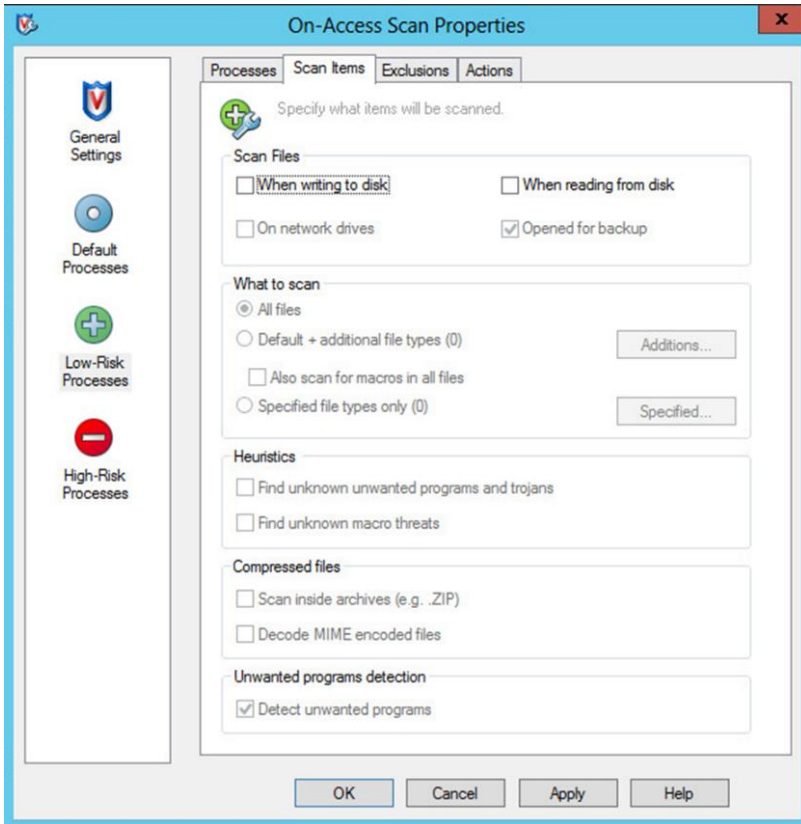 On-Access Scan Properties
x
General
Settings
Default
Processes
Low-Risk
Processes
High-Risk
Processes
Processes Scan Items Exclusions Actions
Specify what items will be scanned.
Scan Files
When writing to disk When reading from disk
On network drives Opened for backup
What to scan
All files
Default + additional file types (0) Additions...
Also scan for macros in all files
Specified file types only (0) Specified...
Heuristics
Find unknown unwanted programs and trojans
Find unknown macro threats
Compressed files
Scan inside archives (e.g. .ZIP)
Decode MIME encoded files
Unwanted programs detection
Detect unwanted programs
OK Cancel Apply Help